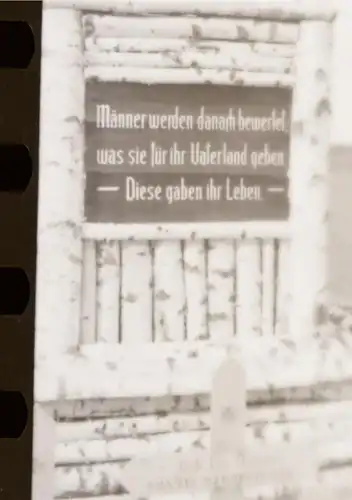 Männer werden danach bewertet,
was sie für ihr Vaterland geben
— Diese gaben ihr Leben. —